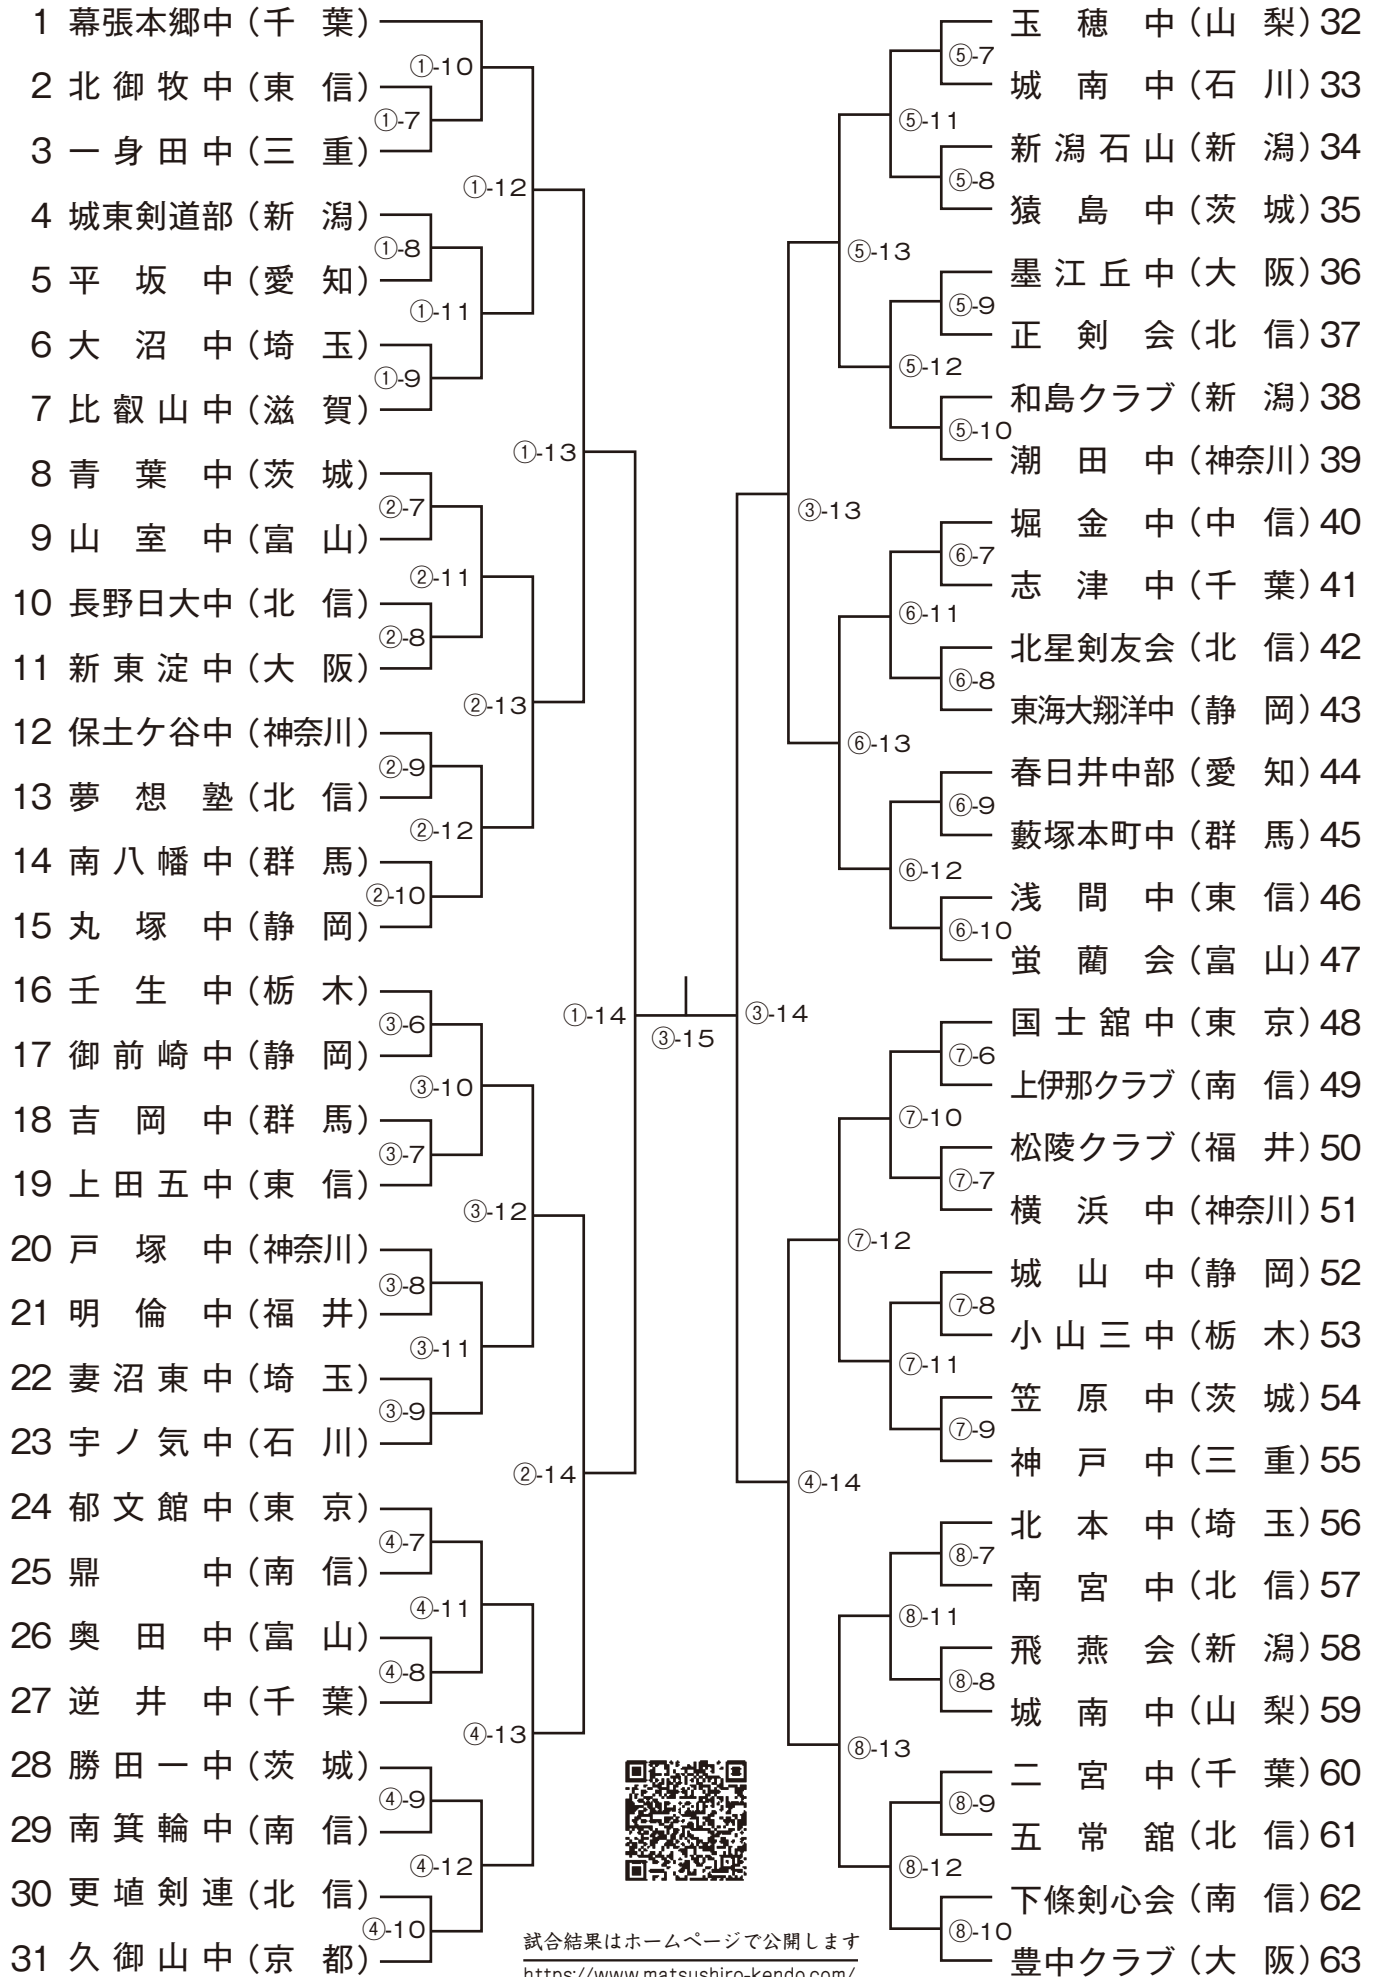 1 幕張本郷中(千葉)
2 北御牧中(東信)
3 一身田中(三重)
4 城東剣道部(新潟)
5 平坂中(愛知)
6 大沼中(埼玉)
7 比叡山中(滋賀)
8 青葉中(茨城)
9 山室中(富山)
10 長野日大中(北信)
11 新東淀中(大阪)
12 保土ケ谷中(神奈川)
13 夢想塾(北信)
14 南八幡中(群馬)
15 丸塚中(静岡)
16 壬生中(栃木)
17 御前崎中(静岡)
18 吉岡中(群馬)
19 上田五中(東信)
20 戸塚中(神奈川)
21 明倫中(福井)
22 妻沼東中(埼玉)
23 宇ノ気中(石川)
24 郁文館中(東京)
25 鼎中(南信)
26 奥田中(富山)
27 逆井中(千葉)
28 勝田一中(茨城)
29 南箕輪中(南信)
30 更埴剣連(北信)
31 久御山中(京都)
①-10
①-7
①-12
①-8
①-11
①-9
①-13
②-7
②-11
②-8
②-13
②-9
②-12
②-10
①-14
③-6
③-10
③-7
③-12
③-8
③-11
③-9
②-14
④-7
④-11
④-8
④-13
④-9
④-12
④-10
③-15
③-14
⑤-7
⑤-11
⑤-8
⑤-13
⑤-9
⑤-12
⑤-10
③-13
⑥-7
⑥-11
⑥-8
⑥-13
⑥-9
⑥-12
⑥-10
⑦-6
⑦-10
⑦-7
⑦-12
⑦-8
⑦-11
⑦-9
④-14
⑧-7
⑧-11
⑧-8
⑧-13
⑧-9
⑧-12
⑧-10
玉穂中(山梨)32
城南中(石川)33
新潟石山(新潟)34
猿島中(茨城)35
墨江丘中(大阪)36
正剣会(北信)37
和島クラブ(新潟)38
潮田中(神奈川)39
堀金中(中信)40
志津中(千葉)41
北星剣友会(北信)42
東海大翔洋中(静岡)43
春日井中部(愛知)44
藪塚本町中(群馬)45
浅間中(東信)46
蛍藺会(富山)47
国士舘中(東京)48
上伊那クラブ(南信)49
松陵クラブ(福井)50
横浜中(神奈川)51
城山中(静岡)52
小山三中(栃木)53
笠原中(茨城)54
神戸中(三重)55
北本中(埼玉)56
南宮中(北信)57
飛燕会(新潟)58
城南中(山梨)59
二宮中(千葉)60
五常舘(北信)61
下條剣心会(南信)62
豊中クラブ(大阪)63
試合結果はホームページで公開します
https://www.matsushiro-kendo.com/